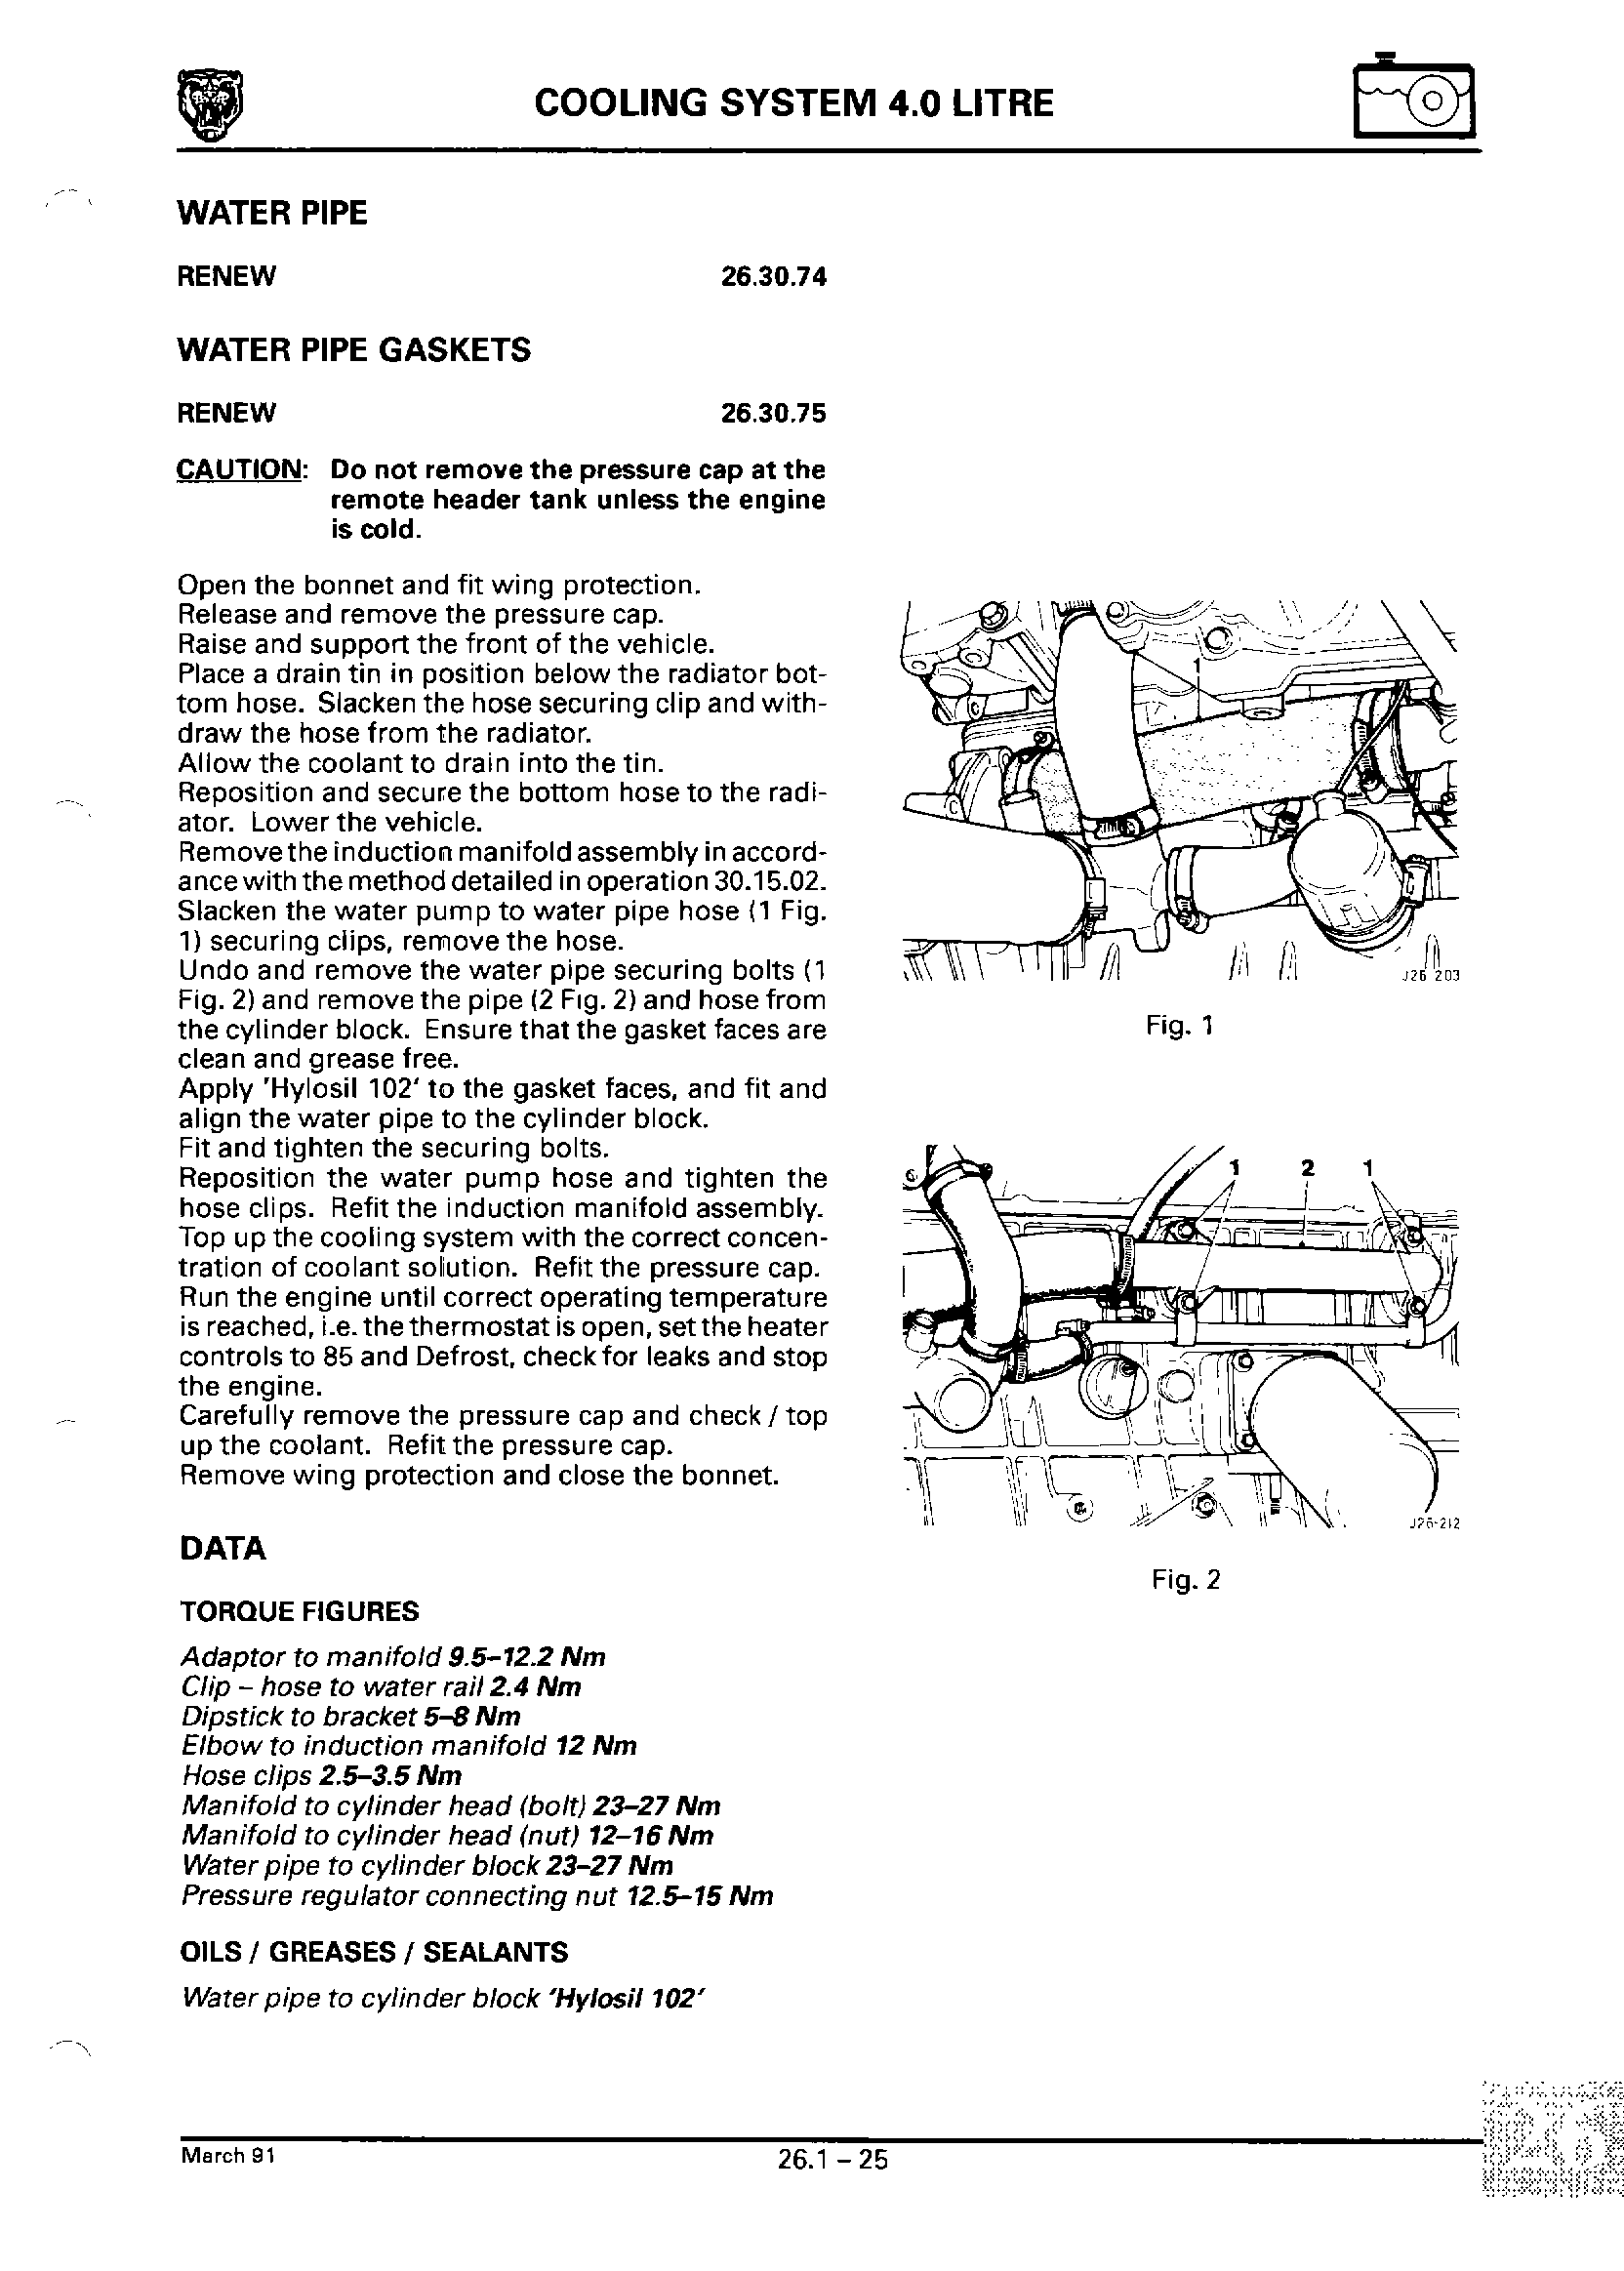 COOLING SYSTEM 4.0 LITRE
WATER PIPE
RENEW 26.30.74
WATER PIPE GASKETS
RENEW 26.30.75
CAUTION: Do not remove the pressure cap at the
remote header tank unless the engine
is cold.
Open the bonnet and fit wing protection.
Release and remove the pressure cap.
Raise and support the front of the vehicle.
Place a drain tin in position below the radiator bot-
tom hose. Slacken the hose securing clip and with-
draw the hose from the radiator.
Allow the coolant to drain into the tin.
Reposition and secure the bottom hose to the radi-
ator. Lower the vehicle.
Remove the induction manifold assembly in accord-
ance with the method detailed in operation 30.15.02.
Slacken the water pump to water pipe hose (1 Fig.
1) securing clips, remove the hose.
Undo and remove the water pipe securing bolts (1
Fig. 2) and remove the pipe (2 Fig. 2) and hose from
the cylinder block. Ensure that the gasket faces are
clean and grease free.
Apply 'Hylosil 102' to the gasket faces, and fit and
align the water pipe to the cylinder block.
Fit and tighten the securing bolts.
Reposition the water pump hose and tighten the
hose clips. Refit the induction manifold assembly.
Top up the cooling system with the correct concen-
tration of coolant solution. Refit the pressure cap.
Run the engine until correct operating temperature
is reached, i.e. the thermostat is open, set the heater
controls to 85 and Defrost, check for leaks and stop
the engine.
Carefully remove the pressure cap and check / top
up the coolant. Refit the pressure cap.
Remove wing protection and close the bonnet.
DATA
TORQUE FIGURES
Adaptor to manifold 9.5–12.2 Nm
Clip – hose to water rail 2.4 Nm
Dipstick to bracket 5–8 Nm
Elbow to induction manifold 12 Nm
Hose clips 2.5–3.5 Nm
Manifold to cylinder head (bolt) 23–27 Nm
Manifold to cylinder head (nut) 12–16 Nm
Water pipe to cylinder block 23–27 Nm
Pressure regulator connecting nut 12.5–15 Nm
OILS / GREASES / SEALANTS
Water pipe to cylinder block 'Hylosil 102'
1
J26 203
Fig. 1
1 2 1
J26-212
Fig. 2
March 91
26.1 – 25
26